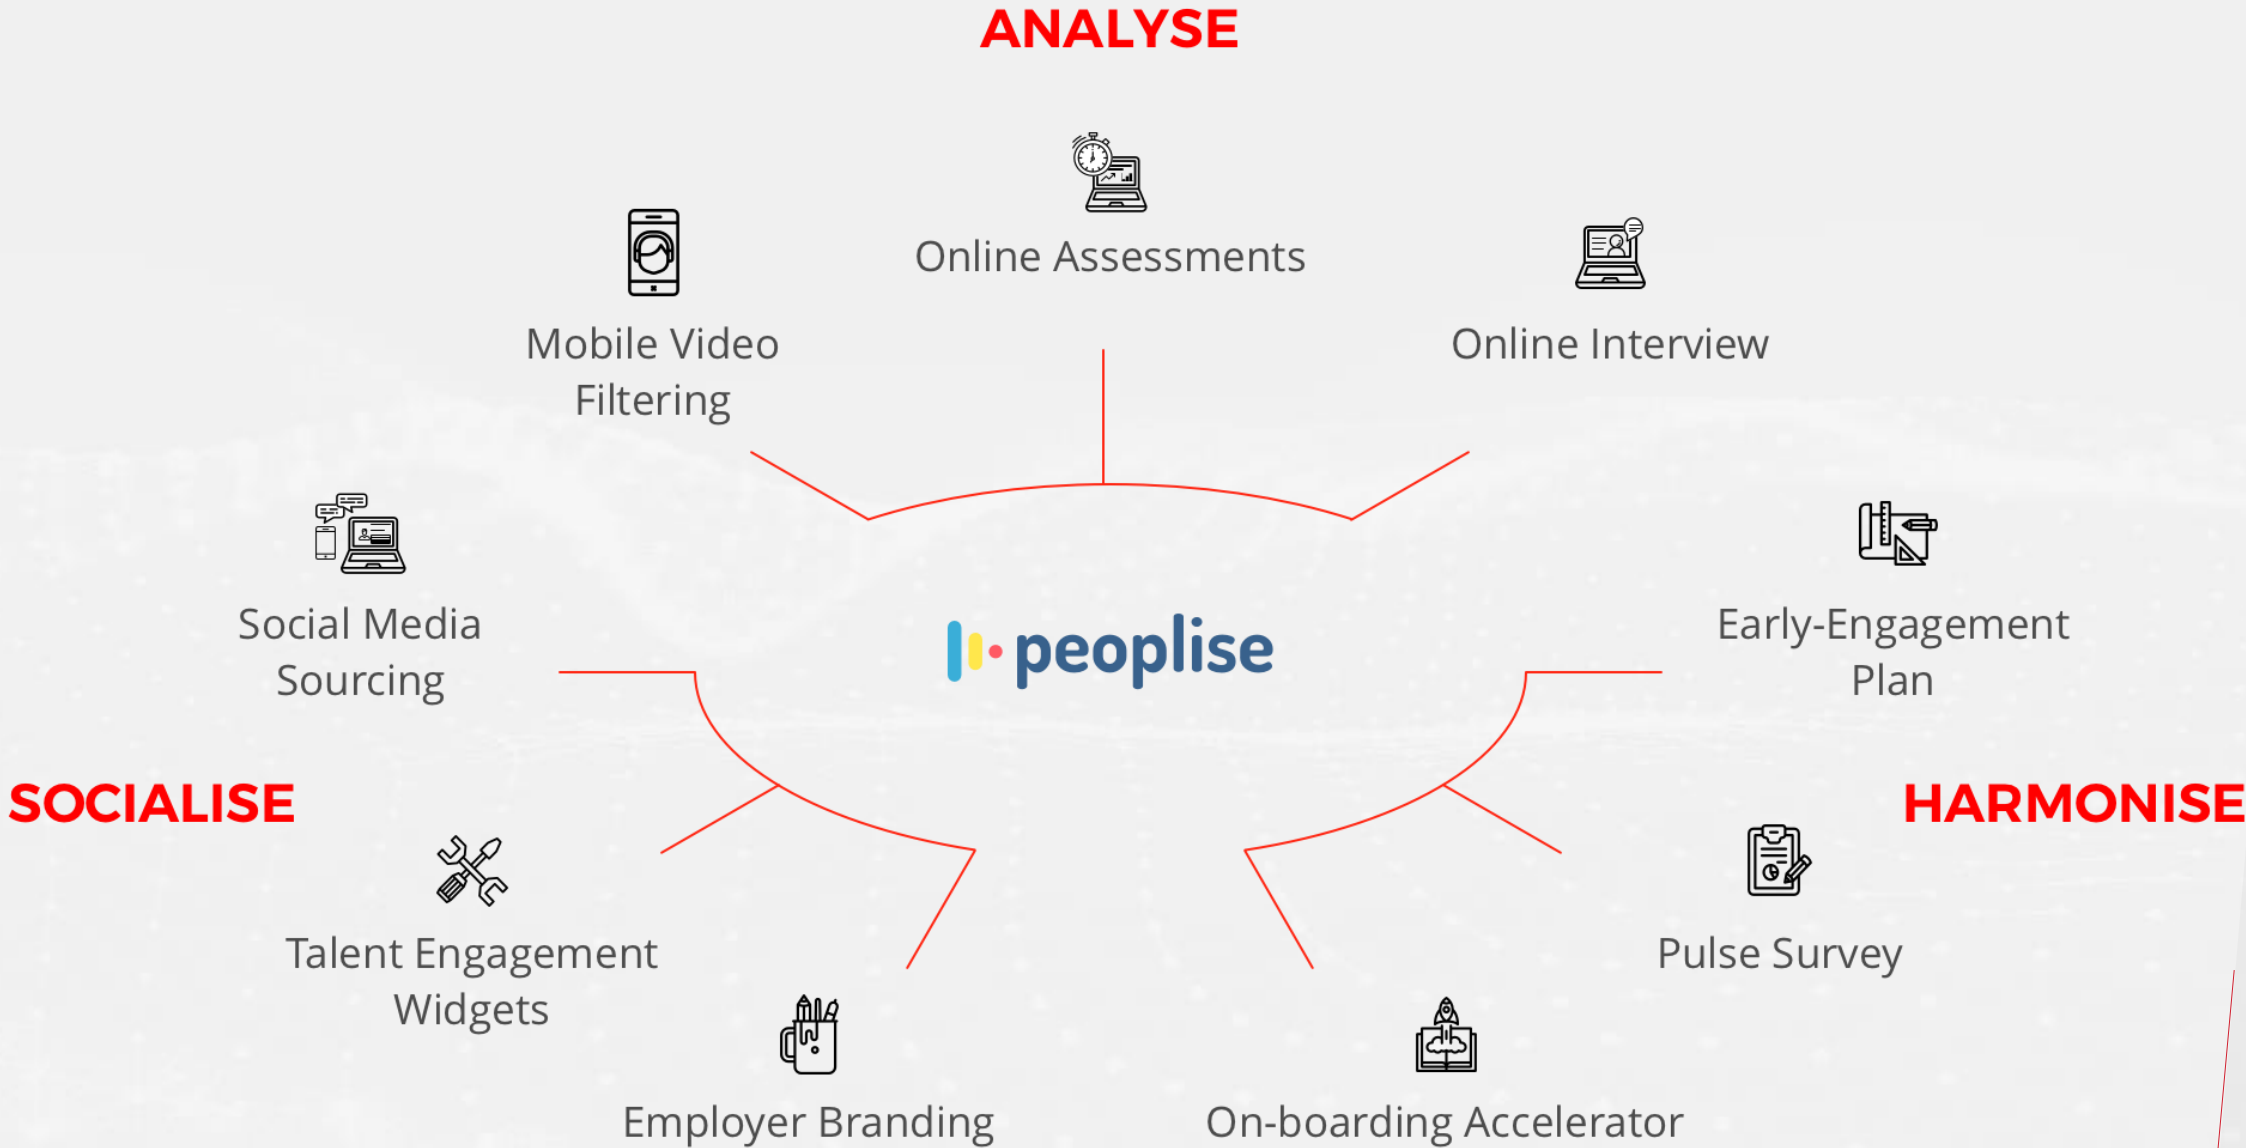 ANALYSE
Online Assessments
Mobile Video
Filtering
Online Interview
Social Media
Sourcing
peoplise
Early-Engagement
Plan
SOCIALISE
HARMONISE
Talent Engagement
Widgets
Pulse Survey
Employer Branding
On-boarding Accelerator